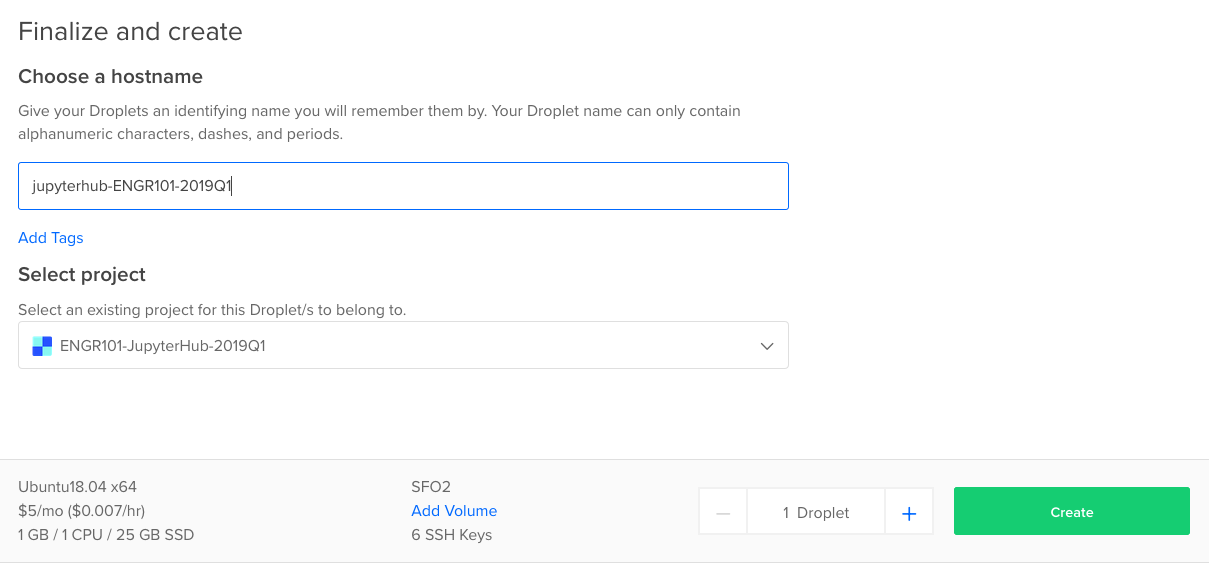 Finalize and create
Choose a hostname
Give your Droplets an identifying name you will remember them by. Your Droplet name can only contain
alphanumeric characters, dashes, and periods.
jupyterhub-ENGR101-2019Q1
Add Tags
Select project
Select an existing project for this Droplet/s to belong to.
ENGR101-JupyterHub-2019Q1
Ubuntu18.04 x64
$5/mo ($0.007/hr)
1 GB / 1 CPU / 25 GB SSD
SFO2
Add Volume
6 SSH Keys
1 Droplet
Create